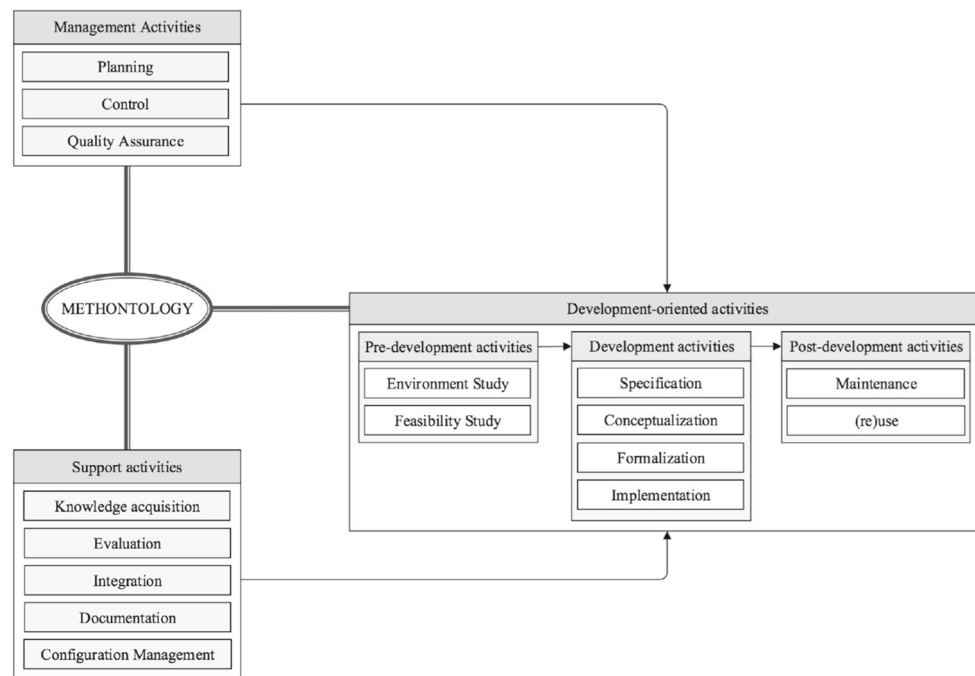 Management Activities
Planning
Control
Quality Assurance
METHONTOLOGY
Development-oriented activities
Pre-development activities
Environment Study
Feasibility Study
Development activities
Specification
Conceptualization
Formalization
Implementation
Post-development activities
Maintenance
(re)use
Support activities
Knowledge acquisition
Evaluation
Integration
Documentation
Configuration Management